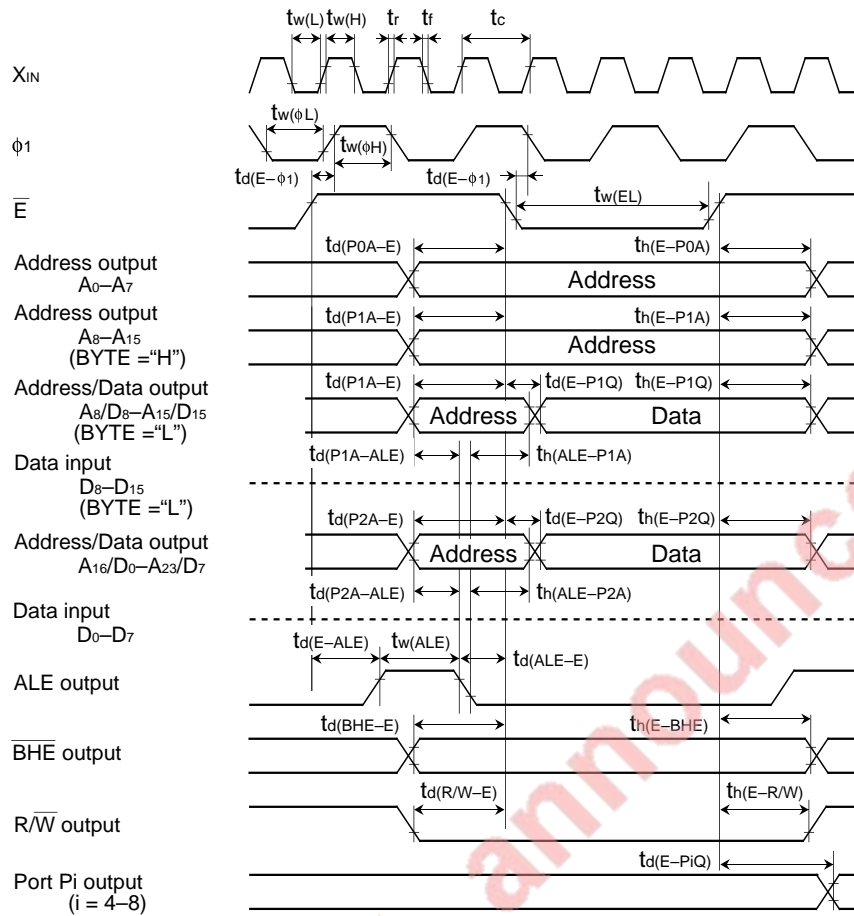 tw(L) tw(H) tr tf tc
XIN
tw(ϕL)
ϕ1
tw(ϕH)
td(E–ϕ1) td(E–ϕ1)
E tw(EL)
td(P0A–E) th(E–P0A)
Address output
A0–A7 Address
Address output td(P1A–E) th(E–P1A)
A8–A15 Address
(BYTE =“H”)
Address/Data output td(P1A–E) td(E–P1Q) th(E–P1Q)
A8/D8–A15/D15 Address Data
(BYTE =“L”)
Data input td(P1A–ALE) th(ALE–P1A)
D8–D15
(BYTE =“L”)
td(P2A–E) td(E–P2Q) th(E–P2Q)
Address/Data output
A16/D0–A23/D7 Address Data
td(P2A–ALE) th(ALE–P2A)
Data input
D0–D7
td(E–ALE) tw(ALE) td(ALE–E)
ALE output
td(BHE–E) th(E–BHE)
BHE output
td(R/W–E) th(E–R/W)
R/W output
td(E–PiQ)
Port Pi output
(i = 4–8)
announc